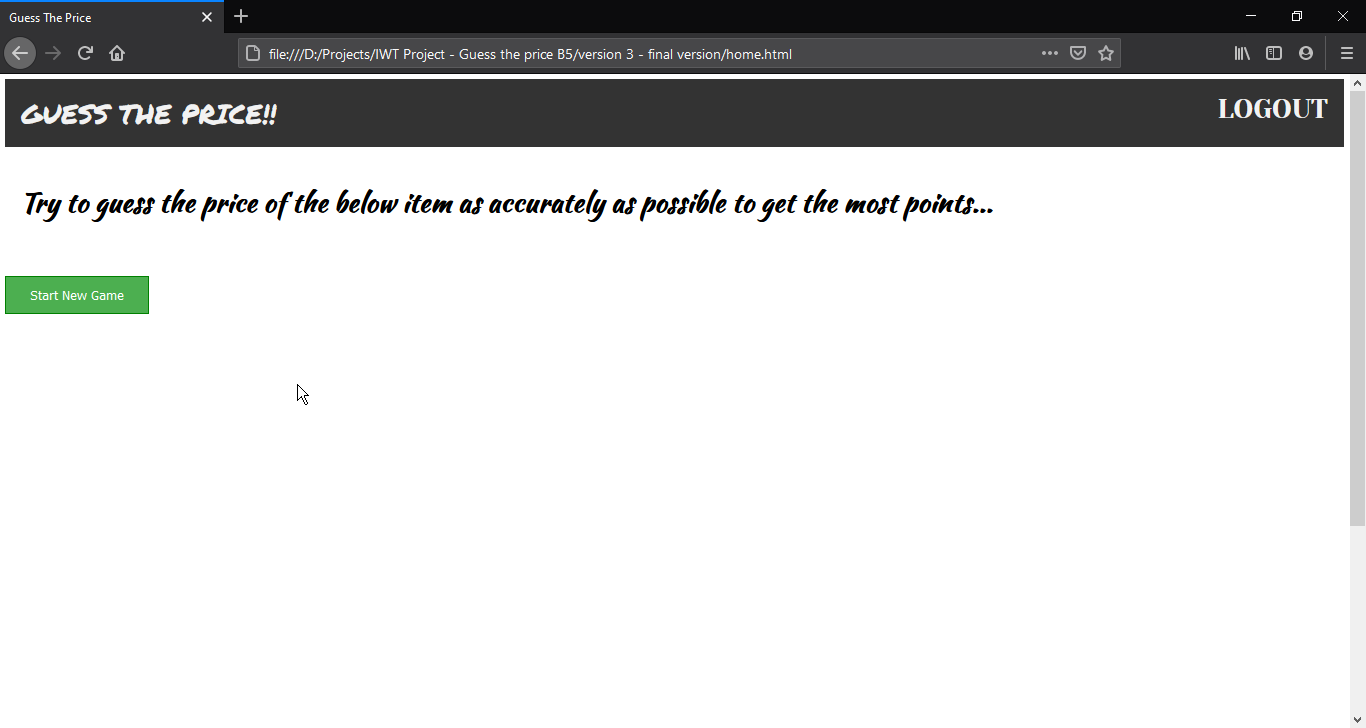 Guess The Price
file:///D:/Projects/IWT Project - Guess the price B5/version 3 - final version/home.html
GUESS THE PRICE!!
LOGOUT
Try to guess the price of the below item as accurately as possible to get the most points...
Start New Game